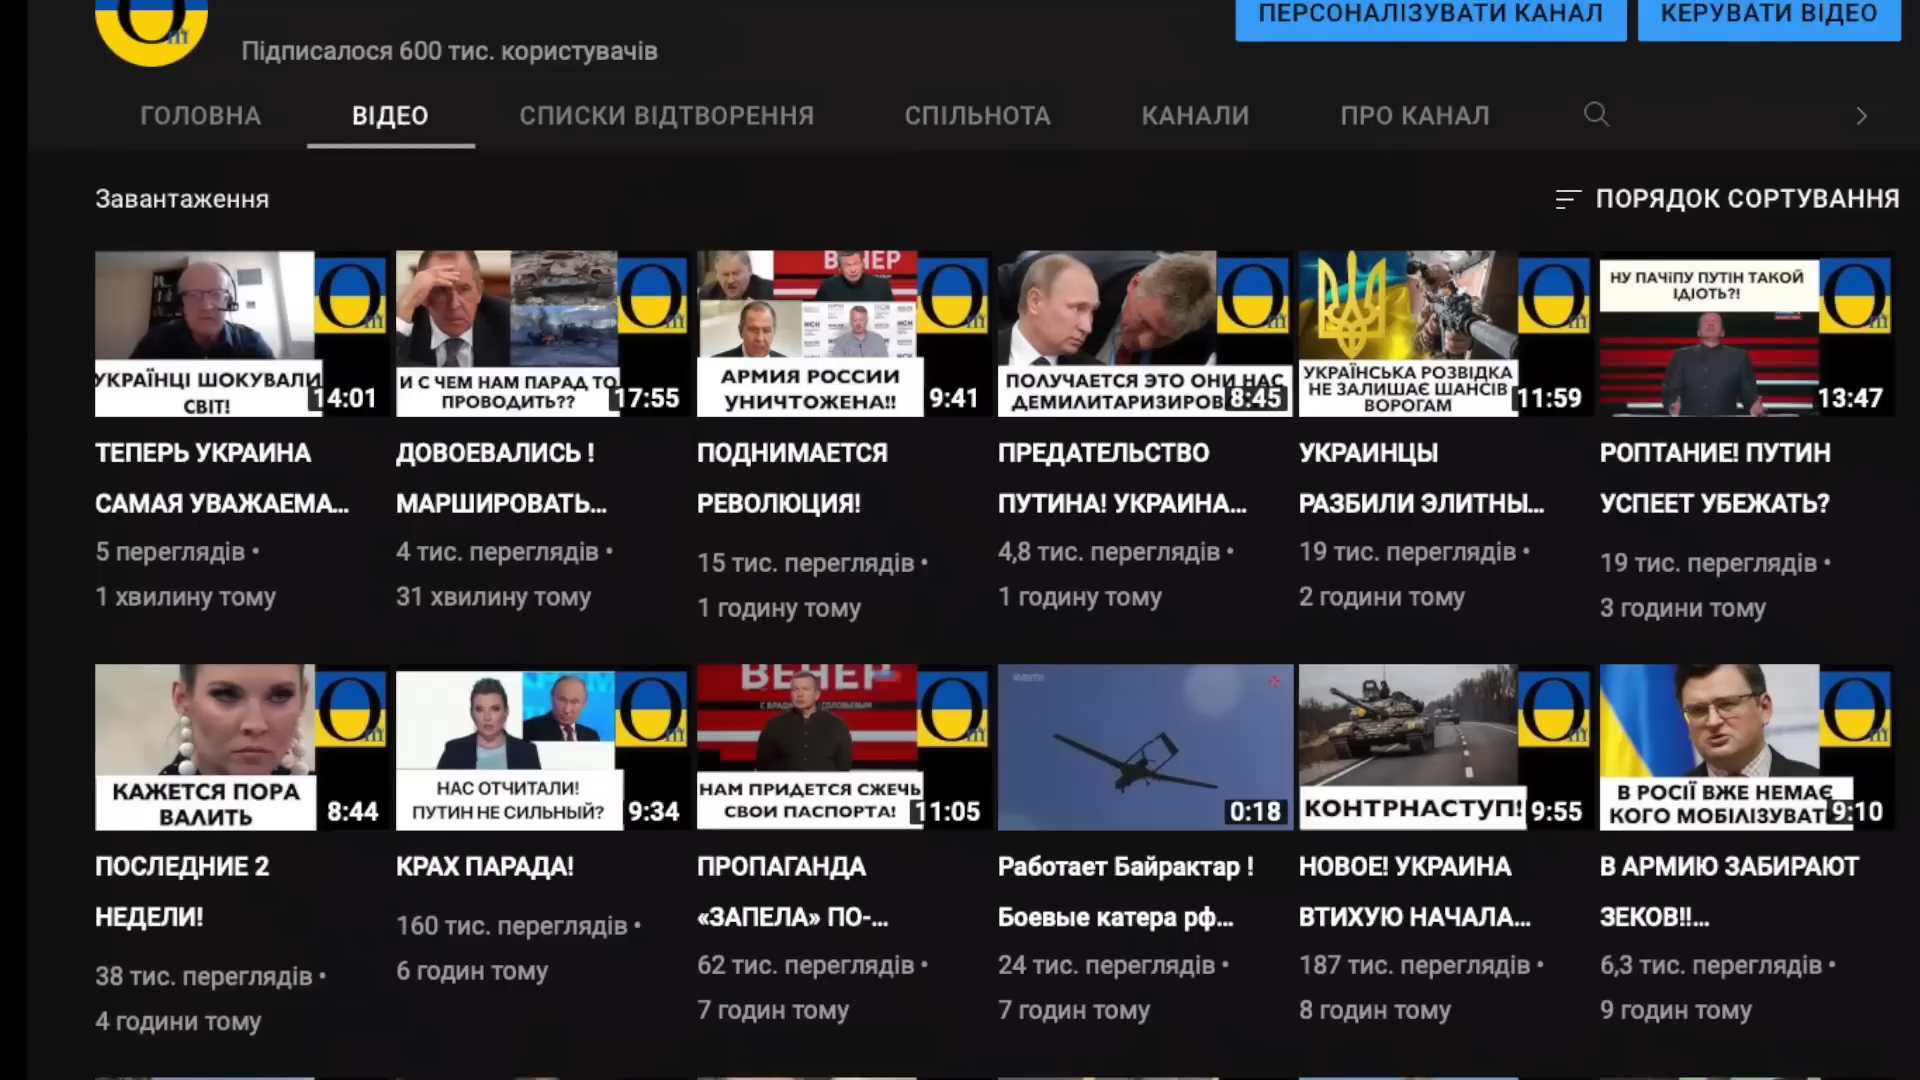 ПЕРСОНАЛІЗУВАТИ КАНАЛ
КЕРУВАТИ ВІДЕО
Підписалося 600 тис. користувачів
ГОЛОВНА
ВІДЕО
СПИСКИ ВІДТВОРЕННЯ
СПІЛЬНОТА
КАНАЛИ
ПРО КАНАЛ
Завантаження
ПОРЯДОК СОРТУВАННЯ
УКРАЇНЦІ ШОКУВАЛИ
СВІТ!
14:01
ТЕПЕРЬ УКРАИНА
САМАЯ УВАЖАЕМА...
5 переглядів •
1 хвилину тому
И С ЧЕМ НАМ ПАРАД ТО
ПРОВОДИТЬ??
17:55
ДОВОЕВАЛИСЬ !
МАРШИРОВАТЬ...
4 тис. переглядів •
31 хвилину тому
АРМИЯ РОССИИ
УНИЧТОЖЕНА!!
9:41
ПОДНИМАЕТСЯ
РЕВОЛЮЦИЯ!
15 тис. переглядів •
1 годину тому
ПОЛУЧАЕТСЯ ЭТО ОНИ НАС
ДЕМИЛИТАРИЗИРОВ
8:45
ПРЕДАТЕЛЬСТВО
ПУТИНА! УКРАИНА...
4,8 тис. переглядів •
1 годину тому
УКРАЇНСЬКА РОЗВІДКА
НЕ ЗАЛИШАЄ ШАНСІВ
ВОРОГАМ
11:59
УКРАИНЦЫ
РАЗБИЛИ ЭЛИТНЫ...
19 тис. переглядів •
2 години тому
НУ ПАЧІПУ ПУТІН ТАКОЙ
ІДІОТЬ?!
13:47
РОПТАНИЕ! ПУТИН
УСПЕЕТ УБЕЖАТЬ?
19 тис. переглядів •
3 години тому
КАЖЕТСЯ ПОРА
ВАЛИТЬ
8:44
ПОСЛЕДНИЕ 2
НЕДЕЛИ!
38 тис. переглядів •
4 години тому
НАС ОТЧИТАЛИ!
ПУТИН НЕ СИЛЬНЫЙ?
9:34
КРАХ ПАРАДА!
160 тис. переглядів •
6 годин тому
ВЕЧЕР
НАМ ПРИДЕТСЯ СЖЕЧЬ
СВОИ ПАСПОРТА!
11:05
ПРОПАГАНДА
«ЗАПЕЛА» ПО-...
62 тис. переглядів •
7 годин тому
0:18
Работает Байрактар !
Боевые катера рф...
24 тис. переглядів •
7 годин тому
КОНТРНАСТУП!
9:55
НОВОЕ! УКРАИНА
ВТИХУЮ НАЧАЛА...
187 тис. переглядів •
8 годин тому
В РОСІЇ ВЖЕ НЕМАЄ
КОГО МОБІЛІЗУВАТ
9:10
В АРМИЮ ЗАБИРАЮТ
ЗЕКОВ!!...
6,3 тис. переглядів •
9 годин тому